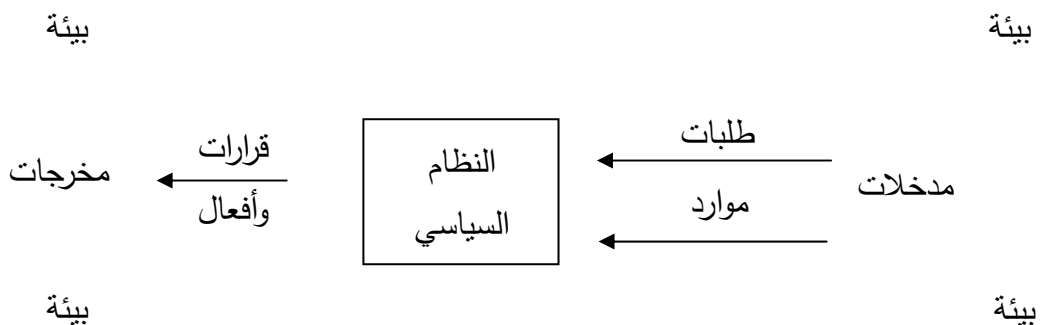 بيئة
بيئة
طلبات
مدخلات
موارد
النظام
السياسي
قرارات
وأفعال
مخرجات
بيئة
بيئة